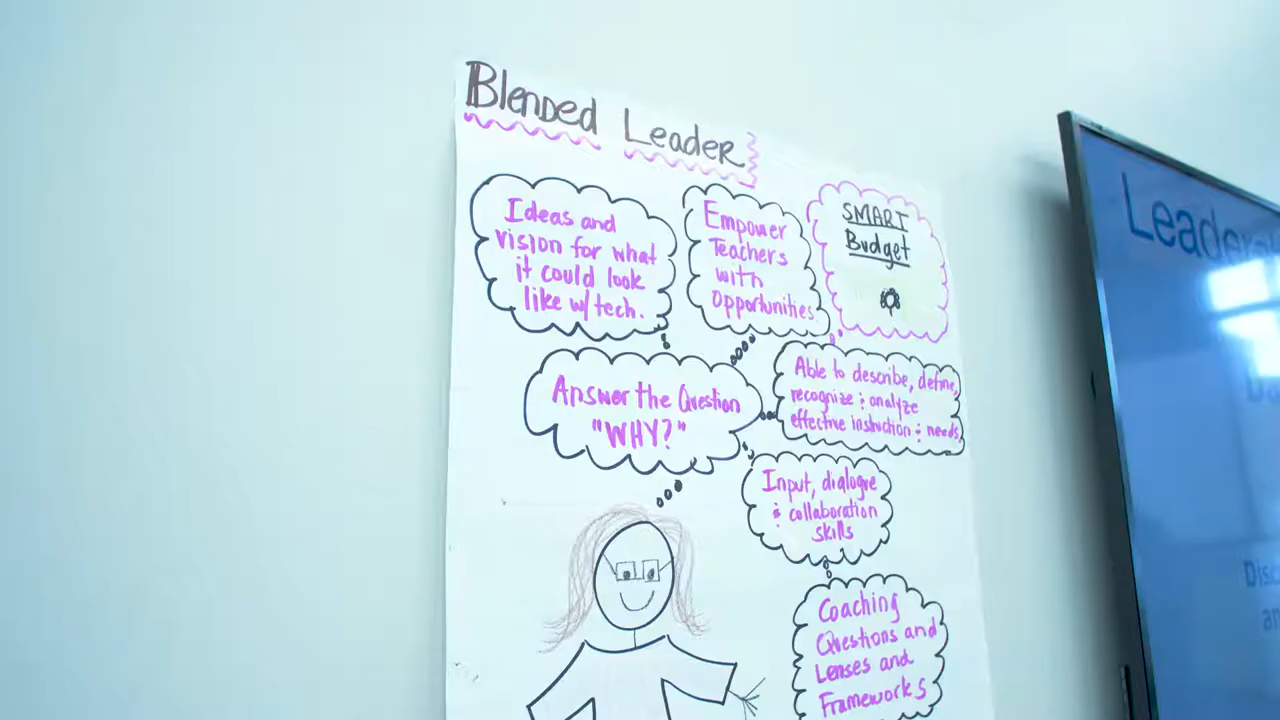 Blended Leader
Ideas and
vision for what
it could look
like w/tech.
Empower
Teachers
with
opportunities
SMART
Budget
Answer the Question
"WHY?"
Able to describe, define,
recognize & analyze
effective instruction & needs
Input, dialogue
& collaboration
skills
Coaching
Questions and
Lenses and
Frameworks